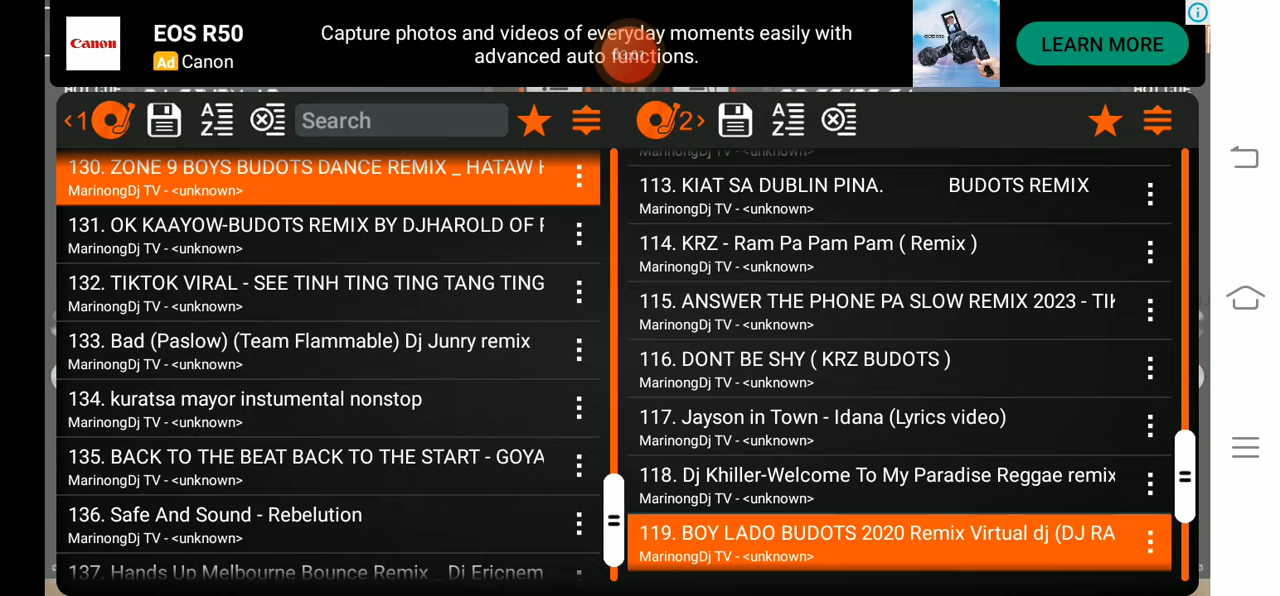 Canon
EOS R50
Ad Canon
Capture photos and videos of everyday moments easily with
advanced auto functions.
LEARN MORE
<1
A
Z
Search
2>
A
Z
130. ZONE 9 BOYS BUDOTS DANCE REMIX _ HATAW
MarinongDj TV - <unknown>
131. OK KAAYOW-BUDOTS REMIX BY DJHAROLD OF
MarinongDj TV - <unknown>
132. TIKTOK VIRAL - SEE TINH TING TING TANG TING
MarinongDj TV - <unknown>
133. Bad (Paslow) (Team Flammable) Dj Junry remix
MarinongDj TV - <unknown>
134. kuratsa mayor instumental nonstop
MarinongDj TV - <unknown>
135. BACK TO THE BEAT BACK TO THE START - GOYA
MarinongDj TV - <unknown>
136. Safe And Sound - Rebelution
MarinongDj TV - <unknown>
137. Hands Up Melbourne Bounce Remix _ Dj Ericnem
MarinongDj TV - <unknown>
113. KIAT SA DUBLIN PINA. BUDOTS REMIX
MarinongDj TV - <unknown>
114. KRZ - Ram Pa Pam Pam ( Remix )
MarinongDj TV - <unknown>
115. ANSWER THE PHONE PA SLOW REMIX 2023 - TIK
MarinongDj TV - <unknown>
116. DONT BE SHY ( KRZ BUDOTS )
MarinongDj TV - <unknown>
117. Jayson in Town - Idana (Lyrics video)
MarinongDj TV - <unknown>
118. Dj Khiller-Welcome To My Paradise Reggae remix
MarinongDj TV - <unknown>
119. BOY LADO BUDOTS 2020 Remix Virtual dj (DJ RA
MarinongDj TV - <unknown>